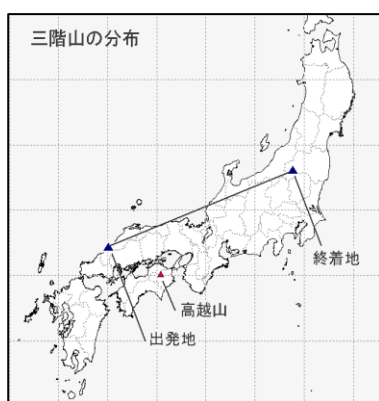 三階山の分布
終着地
高越山
出発地